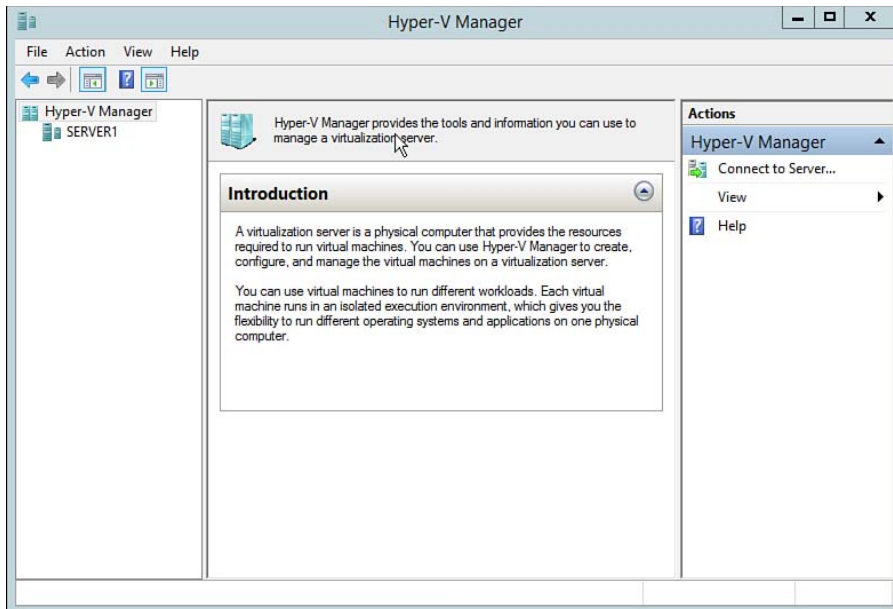 Hyper-V Manager
File Action View Help
Hyper-V Manager
SERVER1
Hyper-V Manager provides the tools and information you can use to
manage a virtualization server.
Introduction
A virtualization server is a physical computer that provides the resources
required to run virtual machines. You can use Hyper-V Manager to create,
configure, and manage the virtual machines on a virtualization server.
You can use virtual machines to run different workloads. Each virtual
machine runs in an isolated execution environment, which gives you the
flexibility to run different operating systems and applications on one physical
computer.
Actions
Hyper-V Manager
Connect to Server...
View
Help